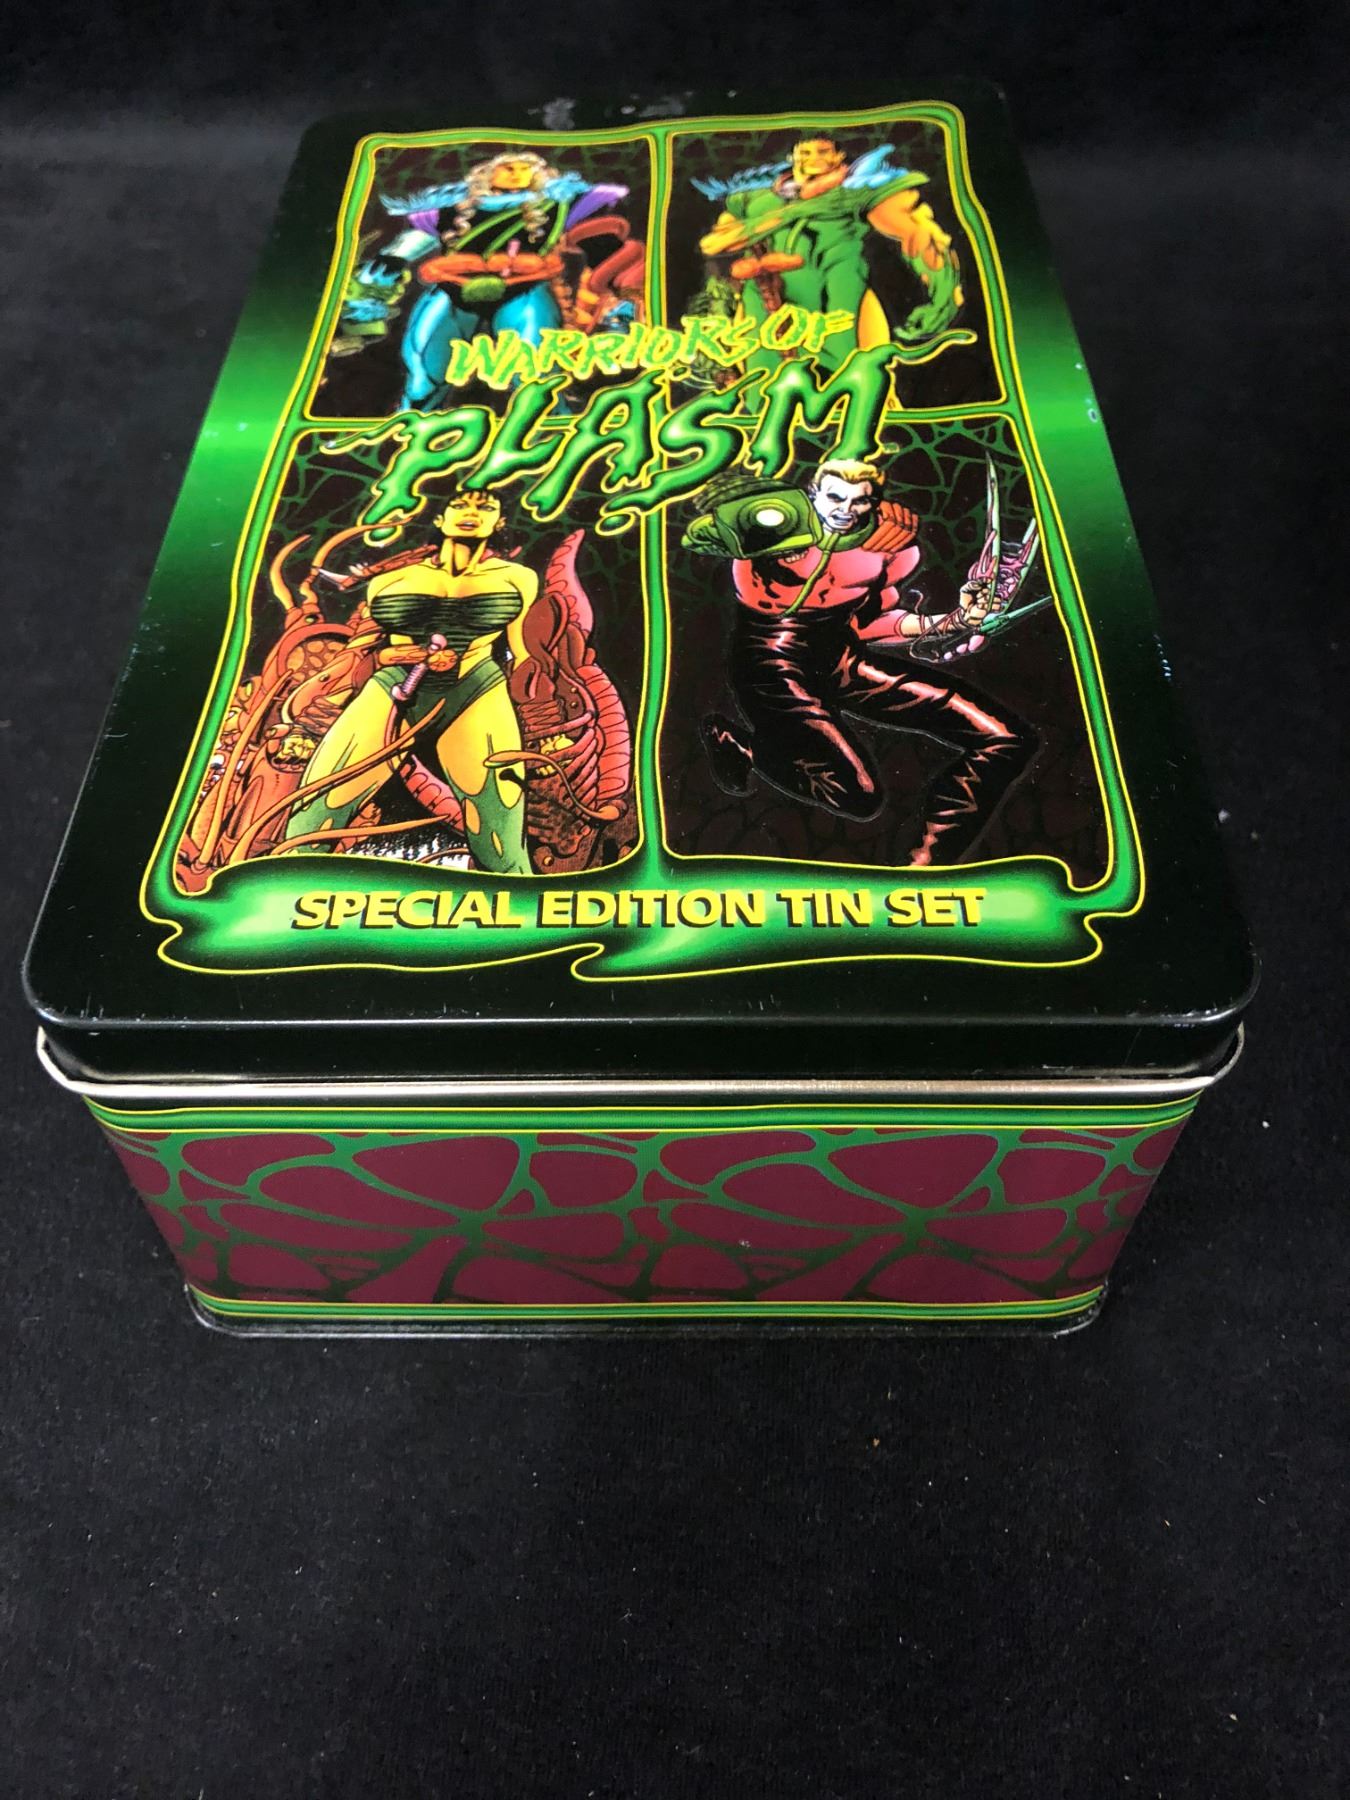 WARRIORS OF
PLASM
SPECIAL EDITION TIN SET